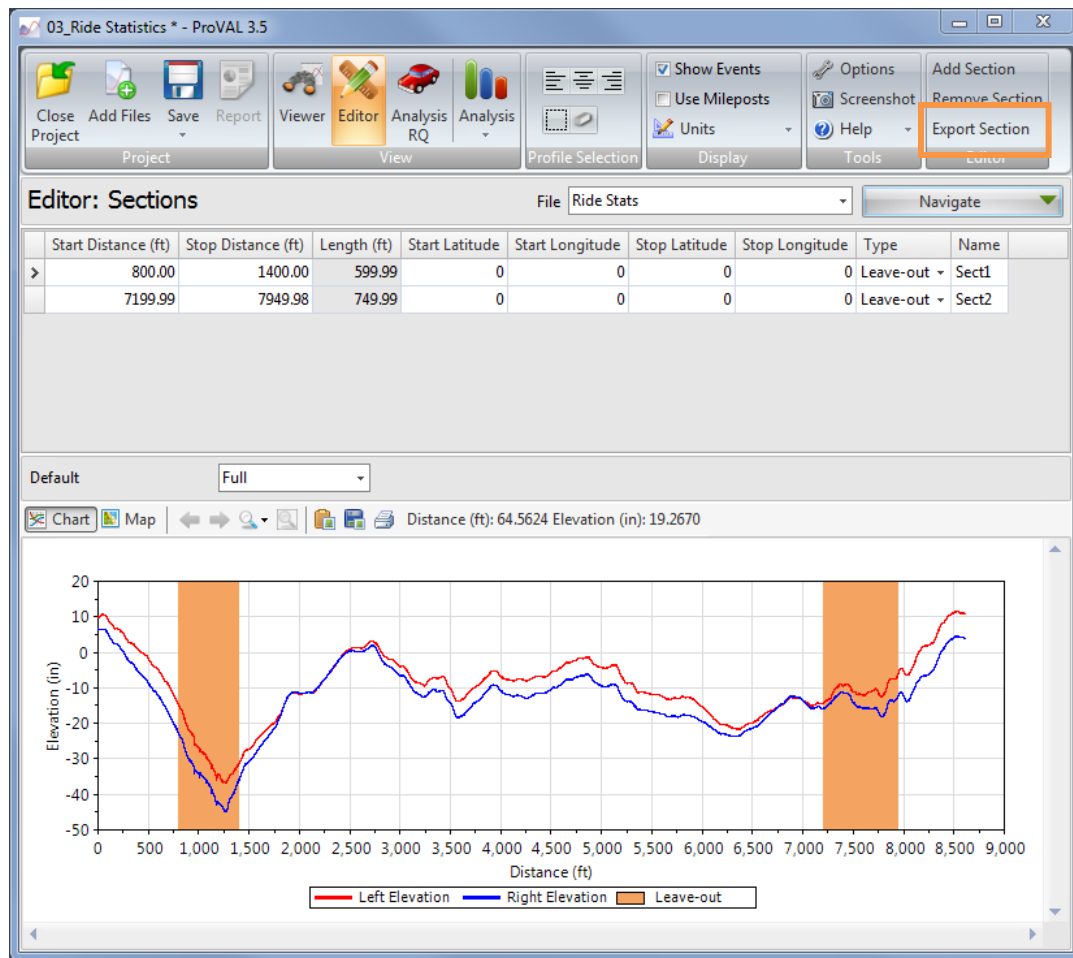 03_Ride Statistics * - ProVAL 3.5
Close Project
Add Files
Save
Report
Project
Viewer
Editor
Analysis RQ
Analysis
View
Profile Selection
Show Events
Use Mileposts
Units
Display
Options
Screenshot
Help
Tools
Add Section
Remove Section
Export Section
Editor
Editor: Sections
File Ride Stats
Navigate
Start Distance (ft) Stop Distance (ft) Length (ft) Start Latitude Start Longitude Stop Latitude Stop Longitude Type Name
800.00 1400.00 599.99 0 0 0 0 Leave-out Sect1
7199.99 7949.98 749.99 0 0 0 0 Leave-out Sect2
Default Full
Chart Map Distance (ft): 64.5624 Elevation (in): 19.2670
20
10
0
-10
-20
-30
-40
-50
Elevation (in)
0 500 1,000 1,500 2,000 2,500 3,000 3,500 4,000 4,500 5,000 5,500 6,000 6,500 7,000 7,500 8,000 8,500 9,000
Distance (ft)
Left Elevation Right Elevation Leave-out